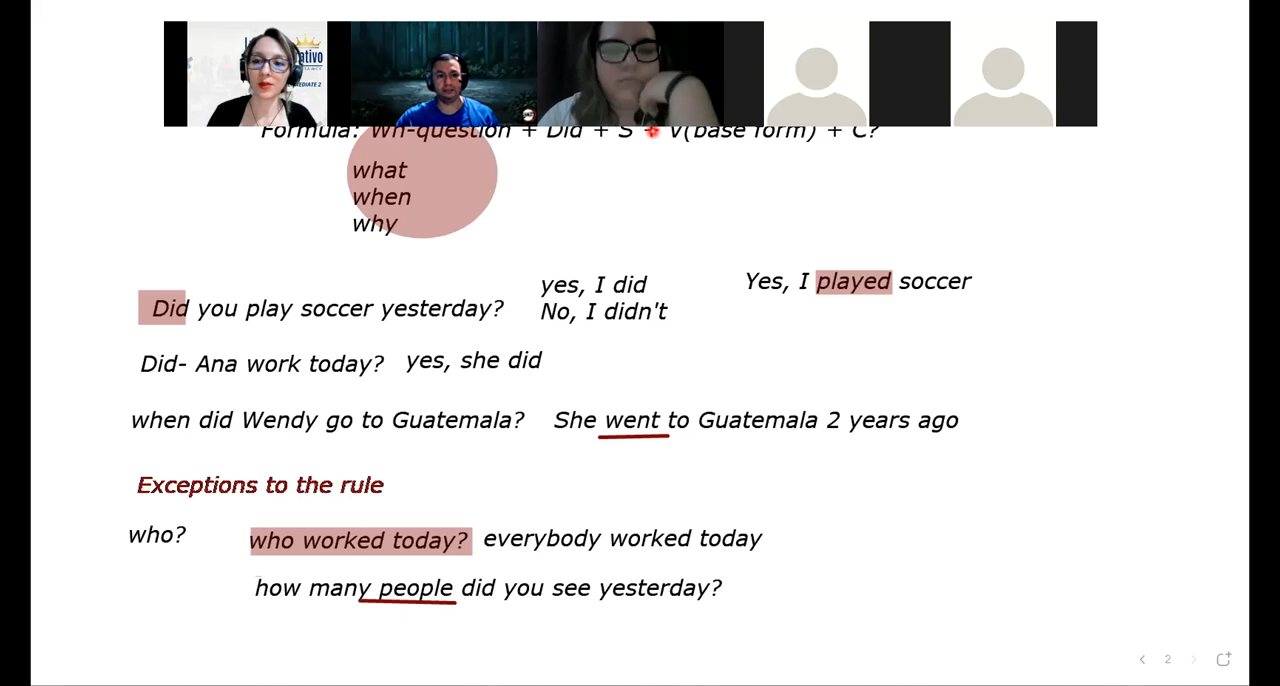 ativo
MEDIATE 2
Formula: Wh-question + Did + S + V(base form) + C?
what
when
why
yes, I did
No, I didn't
Yes, I played soccer
Did you play soccer yesterday?
Did- Ana work today? yes, she did
when did Wendy go to Guatemala? She went to Guatemala 2 years ago
Exceptions to the rule
who? who worked today? everybody worked today
how many people did you see yesterday?
2